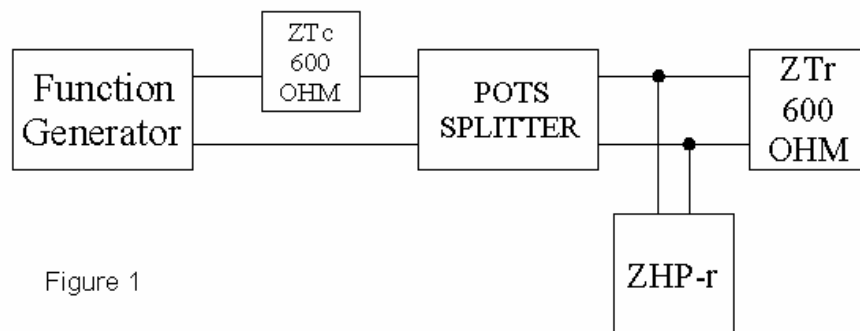 Function
Generator
ZTc
600
OHM
POTS
SPLITTER
ZTr
600
OHM
ZHP-r
Figure 1